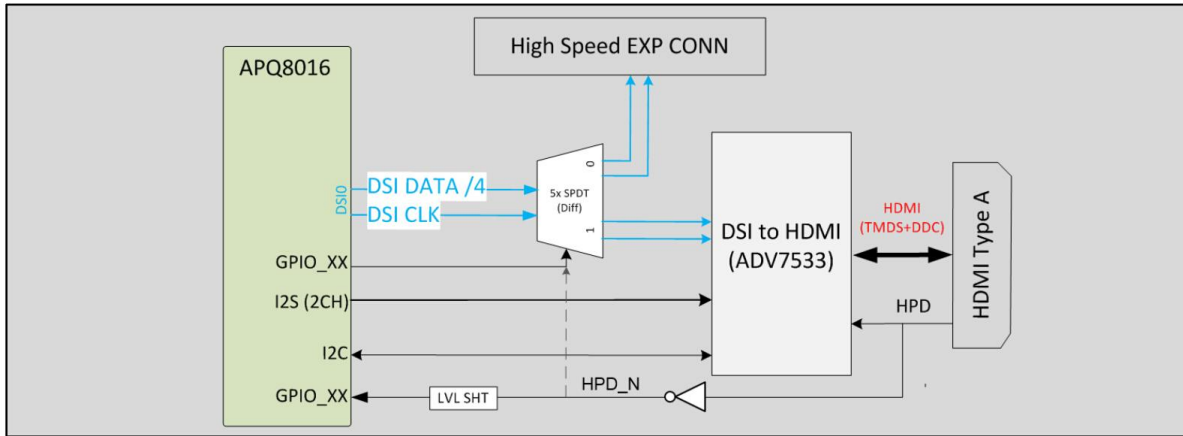 High Speed EXP CONN
APQ8016
DSI0
DSI DATA /4
DSI CLK
5x SPDT
(Diff)
0
1
DSI to HDMI
(ADV7533)
HDMI
(TMDS+DDC)
HDMI Type A
GPIO_XX
I2S (2CH)
HPD
I2C
GPIO_XX
LVL SHT
HPD_N